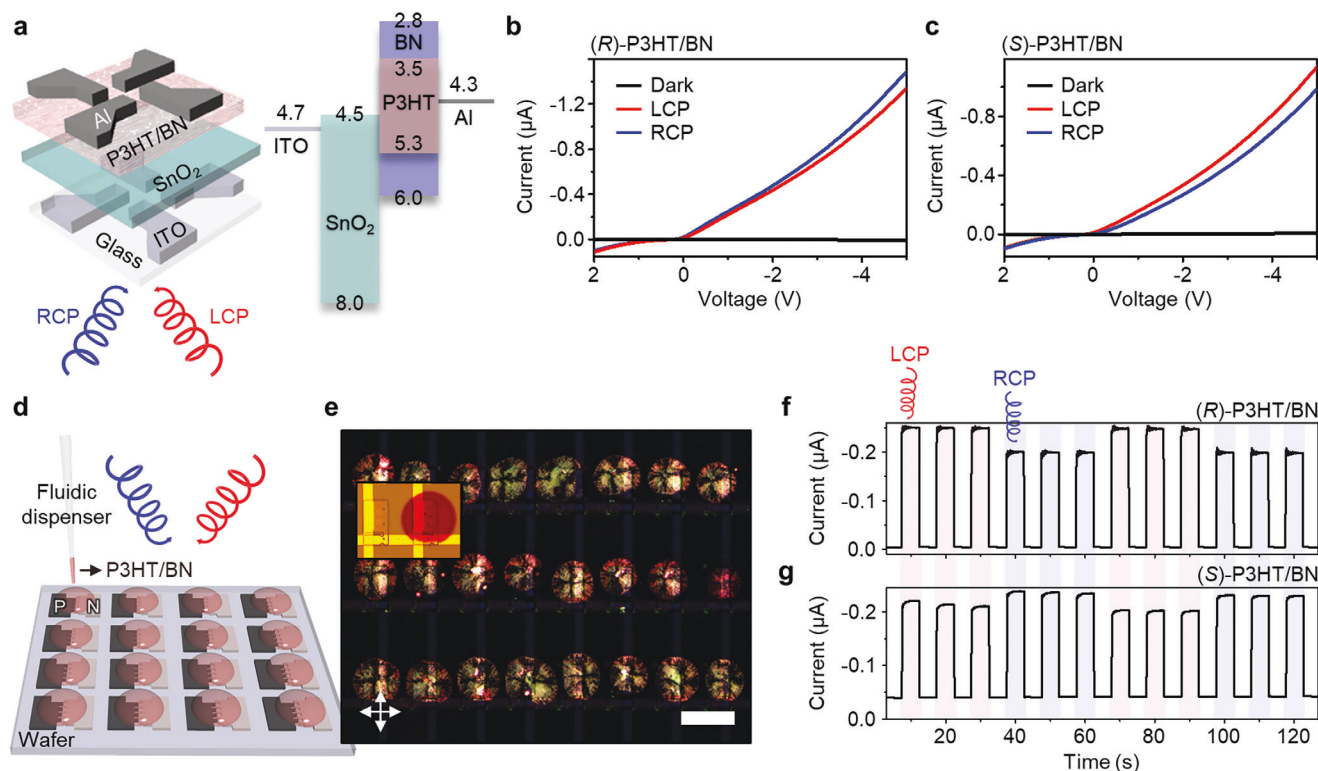 a
Al
P3HT/BN
SnO2
ITO
Glass
RCP
LCP
4.7
ITO
4.5
SnO2
8.0
2.8
BN
3.5
P3HT
5.3
6.0
4.3
Al
b
(R)-P3HT/BN
Dark
LCP
RCP
Current (µA)
-1.2
-0.8
-0.4
0.0
2 0 -2 -4
Voltage (V)
c
(S)-P3HT/BN
Dark
LCP
RCP
Current (µA)
-0.8
-0.4
0.0
2 0 -2 -4
Voltage (V)
d
Fluidic
dispenser
P3HT/BN
P N
Wafer
e
f
LCP
RCP
(R)-P3HT/BN
Current (µA)
-0.2
-0.1
0.0
g
(S)-P3HT/BN
Current (µA)
-0.2
-0.1
0.0
20 40 60 80 100 120
Time (s)